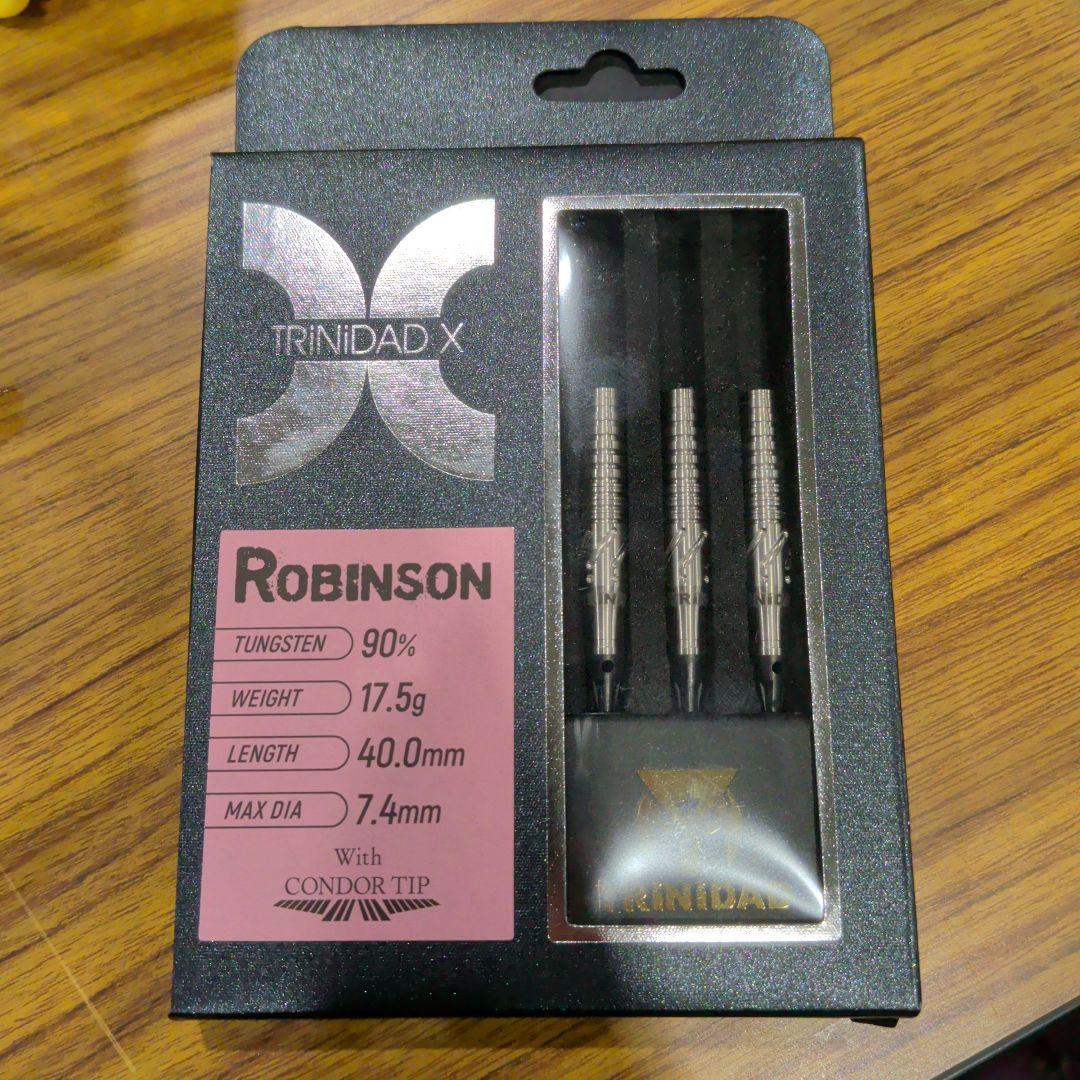 TRiNiDAD X
ROBINSON
TUNGSTEN 90%
WEIGHT 17.5g
LENGTH 40.0mm
MAX DIA 7.4mm
With
CONDOR TIP
TRiNiDAD